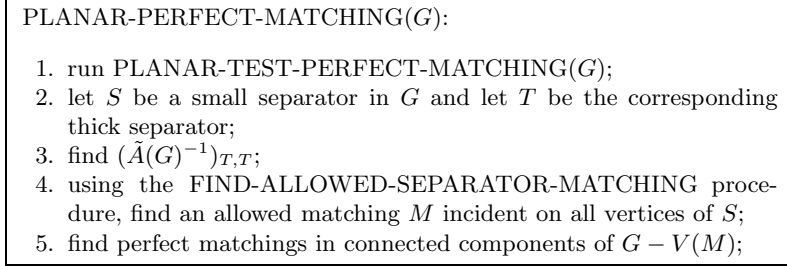 PLANAR-PERFECT-MATCHING(G):
1. run PLANAR-TEST-PERFECT-MATCHING(G);
2. let S be a small separator in G and let T be the corresponding
thick separator;
3. find (Ã(G)⁻¹)_{T,T};
4. using the FIND-ALLOWED-SEPARATOR-MATCHING proce-
dure, find an allowed matching M incident on all vertices of S;
5. find perfect matchings in connected components of G − V(M);